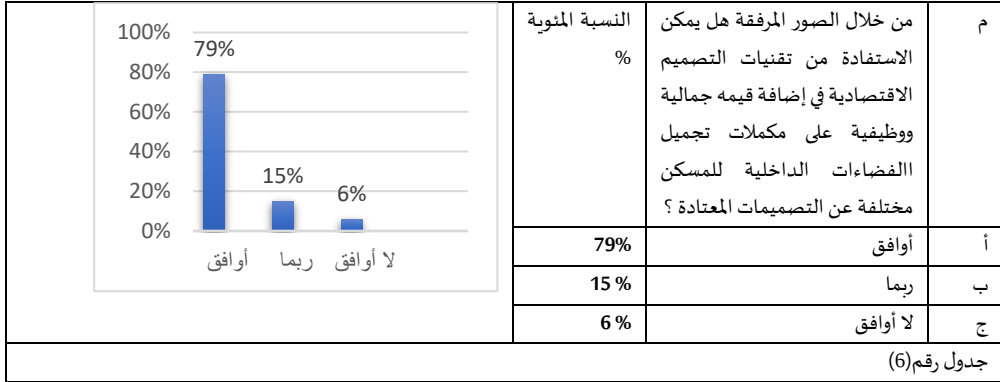 م
من خلال الصور المرفقة هل يمكن
الاستفادة من تقنيات التصميم
الاقتصادية في إضافة قيمه جمالية
ووظيفية على مكملات تجميل
االفضاءات الداخلية للمسكن
مختلفة عن التصميمات المعتادة ؟
النسبة المئوية
%
أ
أوافق
79%
ب
ربما
15 %
ج
لا أوافق
6 %
100%
80%
60%
40%
20%
0%
79%
15%
6%
أوافق
ربما
لا أوافق
جدول رقم(6)